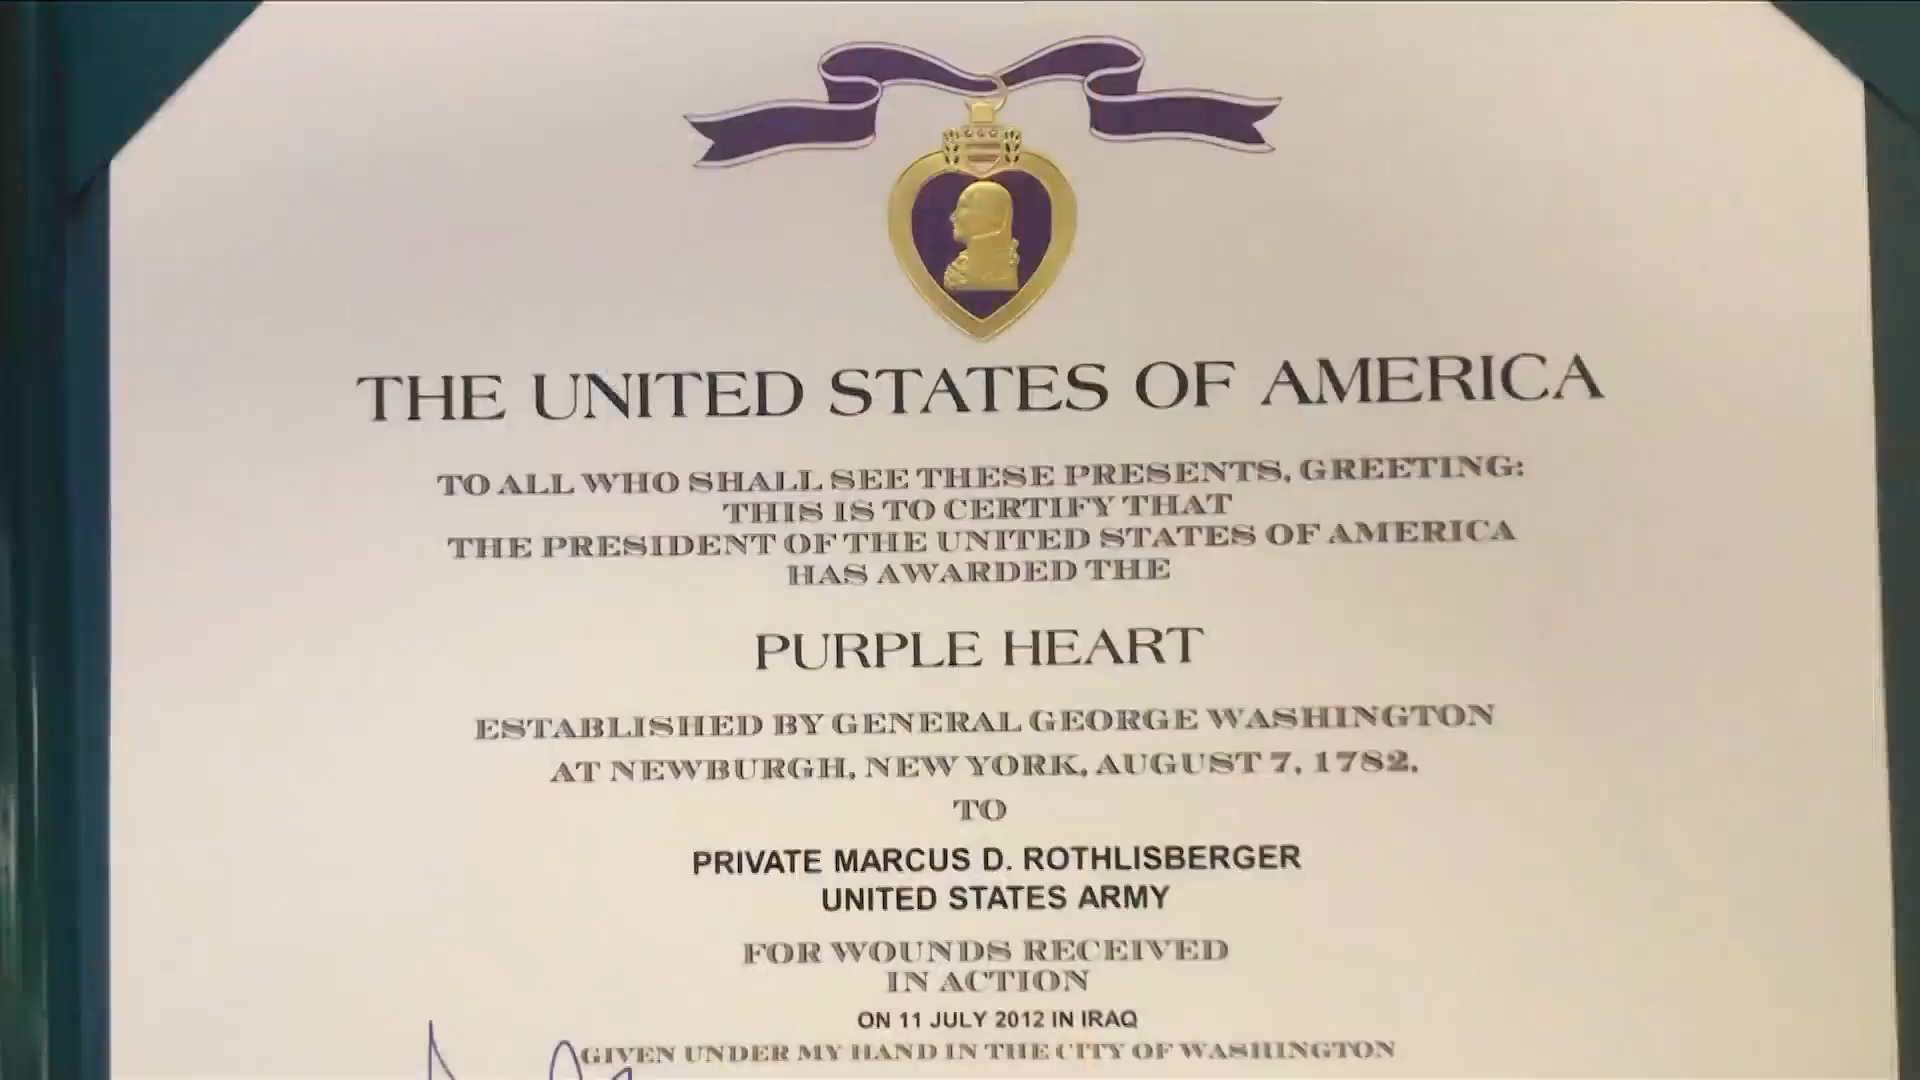 THE UNITED STATES OF AMERICA
TO ALL WHO SHALL SEE THESE PRESENTS, GREETING:
THIS IS TO CERTIFY THAT
THE PRESIDENT OF THE UNITED STATES OF AMERICA
HAS AWARDED THE
PURPLE HEART
ESTABLISHED BY GENERAL GEORGE WASHINGTON
AT NEWBURGH, NEW YORK, AUGUST 7, 1782,
TO
PRIVATE MARCUS D. ROTHLISBERGER
UNITED STATES ARMY
FOR WOUNDS RECEIVED
IN ACTION
ON 11 JULY 2012 IN IRAQ
GIVEN UNDER MY HAND IN THE CITY OF WASHINGTON